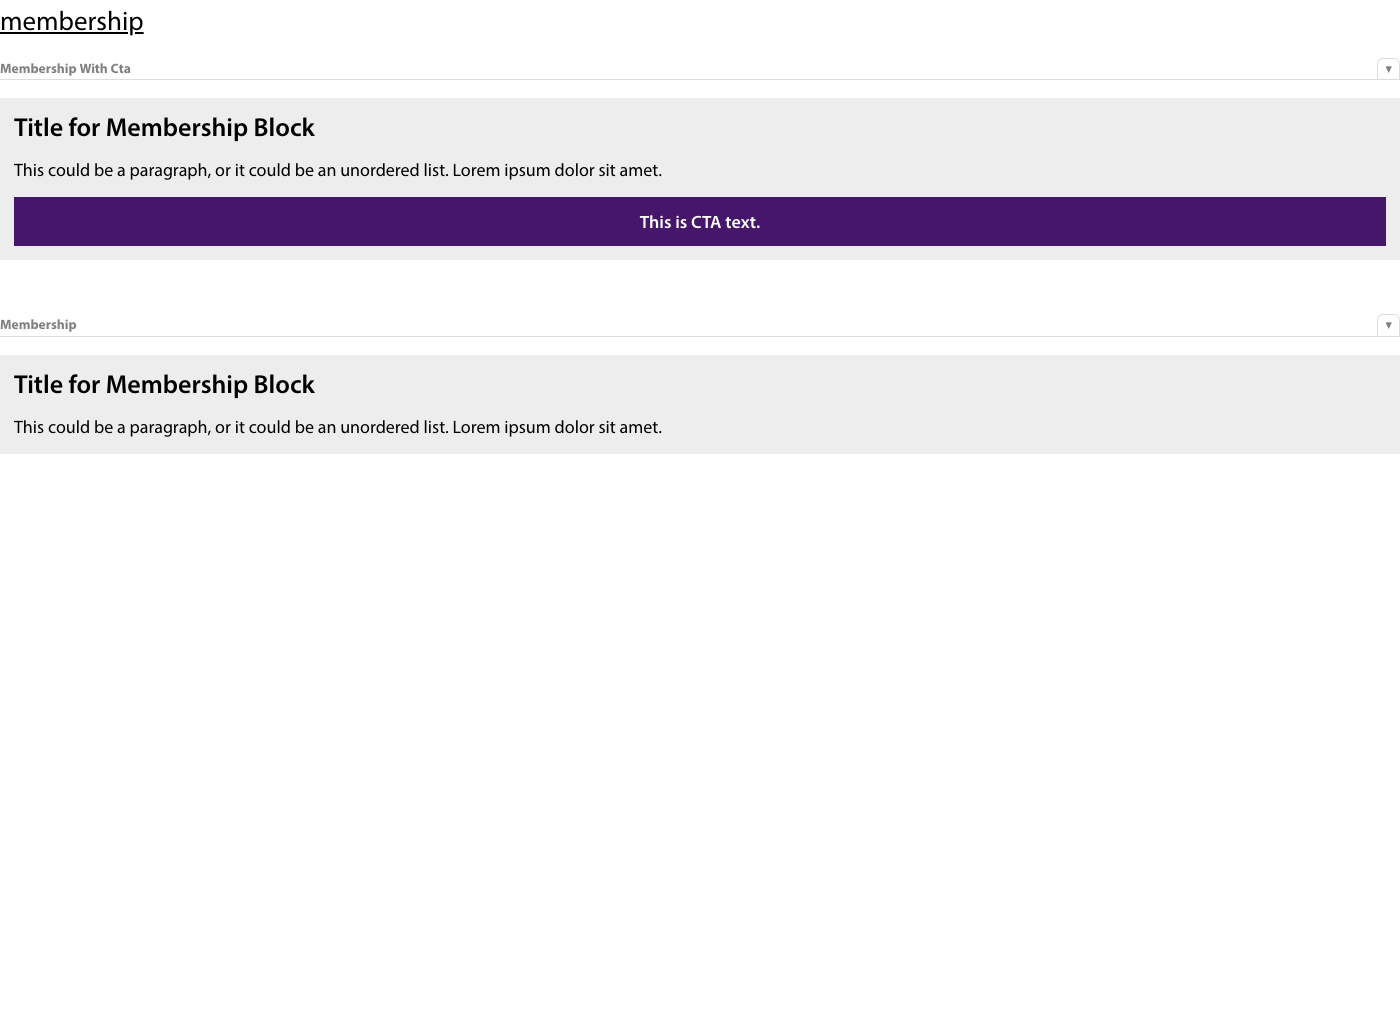 membership
Membership With Cta
▼
Title for Membership Block
This could be a paragraph, or it could be an unordered list. Lorem ipsum dolor sit amet.
This is CTA text.
Membership
▼
Title for Membership Block
This could be a paragraph, or it could be an unordered list. Lorem ipsum dolor sit amet.